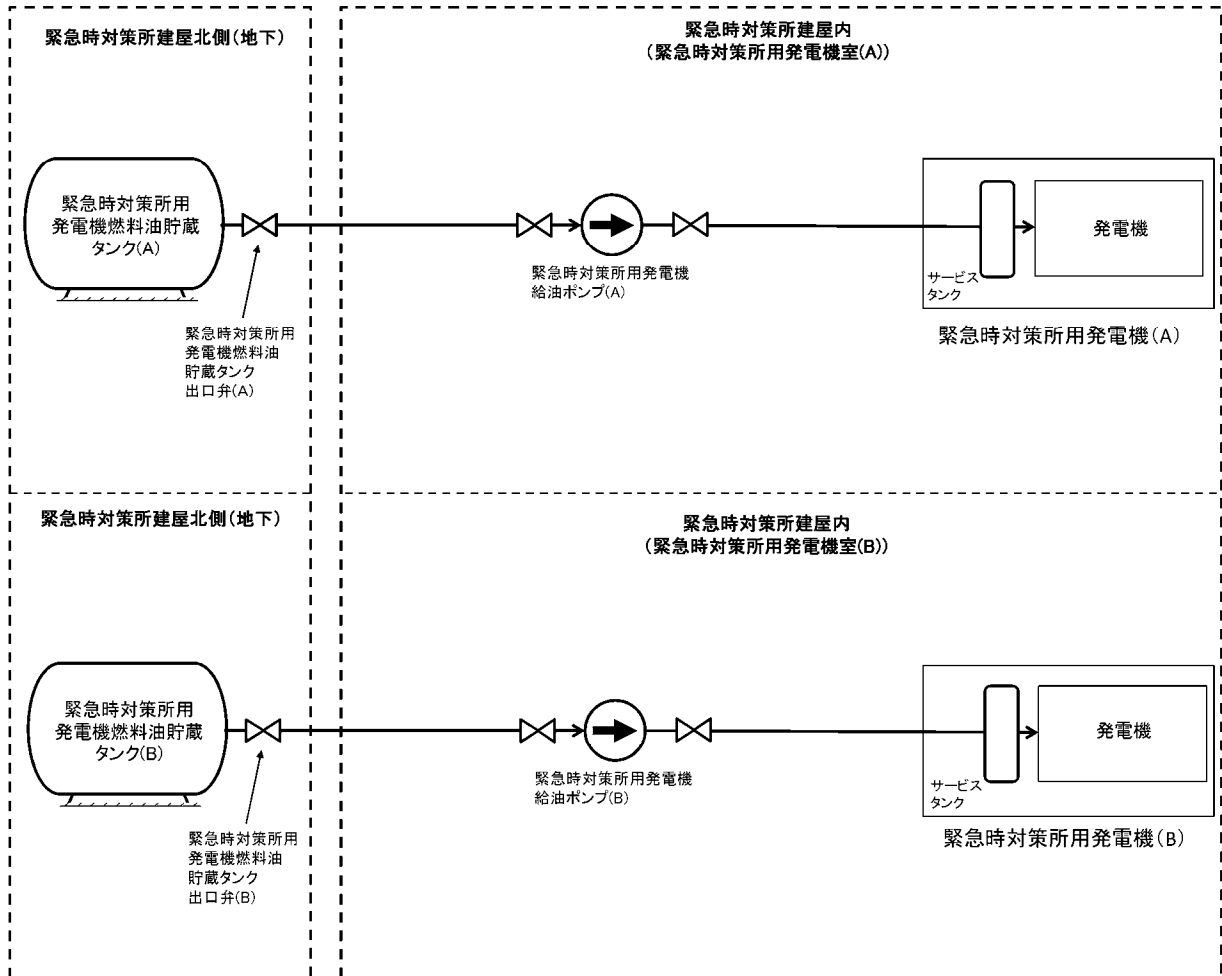 緊急時対策所建屋北側(地下)
緊急時対策所建屋内
(緊急時対策所用発電機室(A))
緊急時対策所用
発電機燃料油貯蔵
タンク(A)
緊急時対策所用
発電機燃料油
貯蔵タンク
出口弁(A)
緊急時対策所用発電機
給油ポンプ(A)
サービス
タンク
発電機
緊急時対策所用発電機(A)
緊急時対策所建屋北側(地下)
緊急時対策所建屋内
(緊急時対策所用発電機室(B))
緊急時対策所用
発電機燃料油貯蔵
タンク(B)
緊急時対策所用
発電機燃料油
貯蔵タンク
出口弁(B)
緊急時対策所用発電機
給油ポンプ(B)
サービス
タンク
発電機
緊急時対策所用発電機(B)